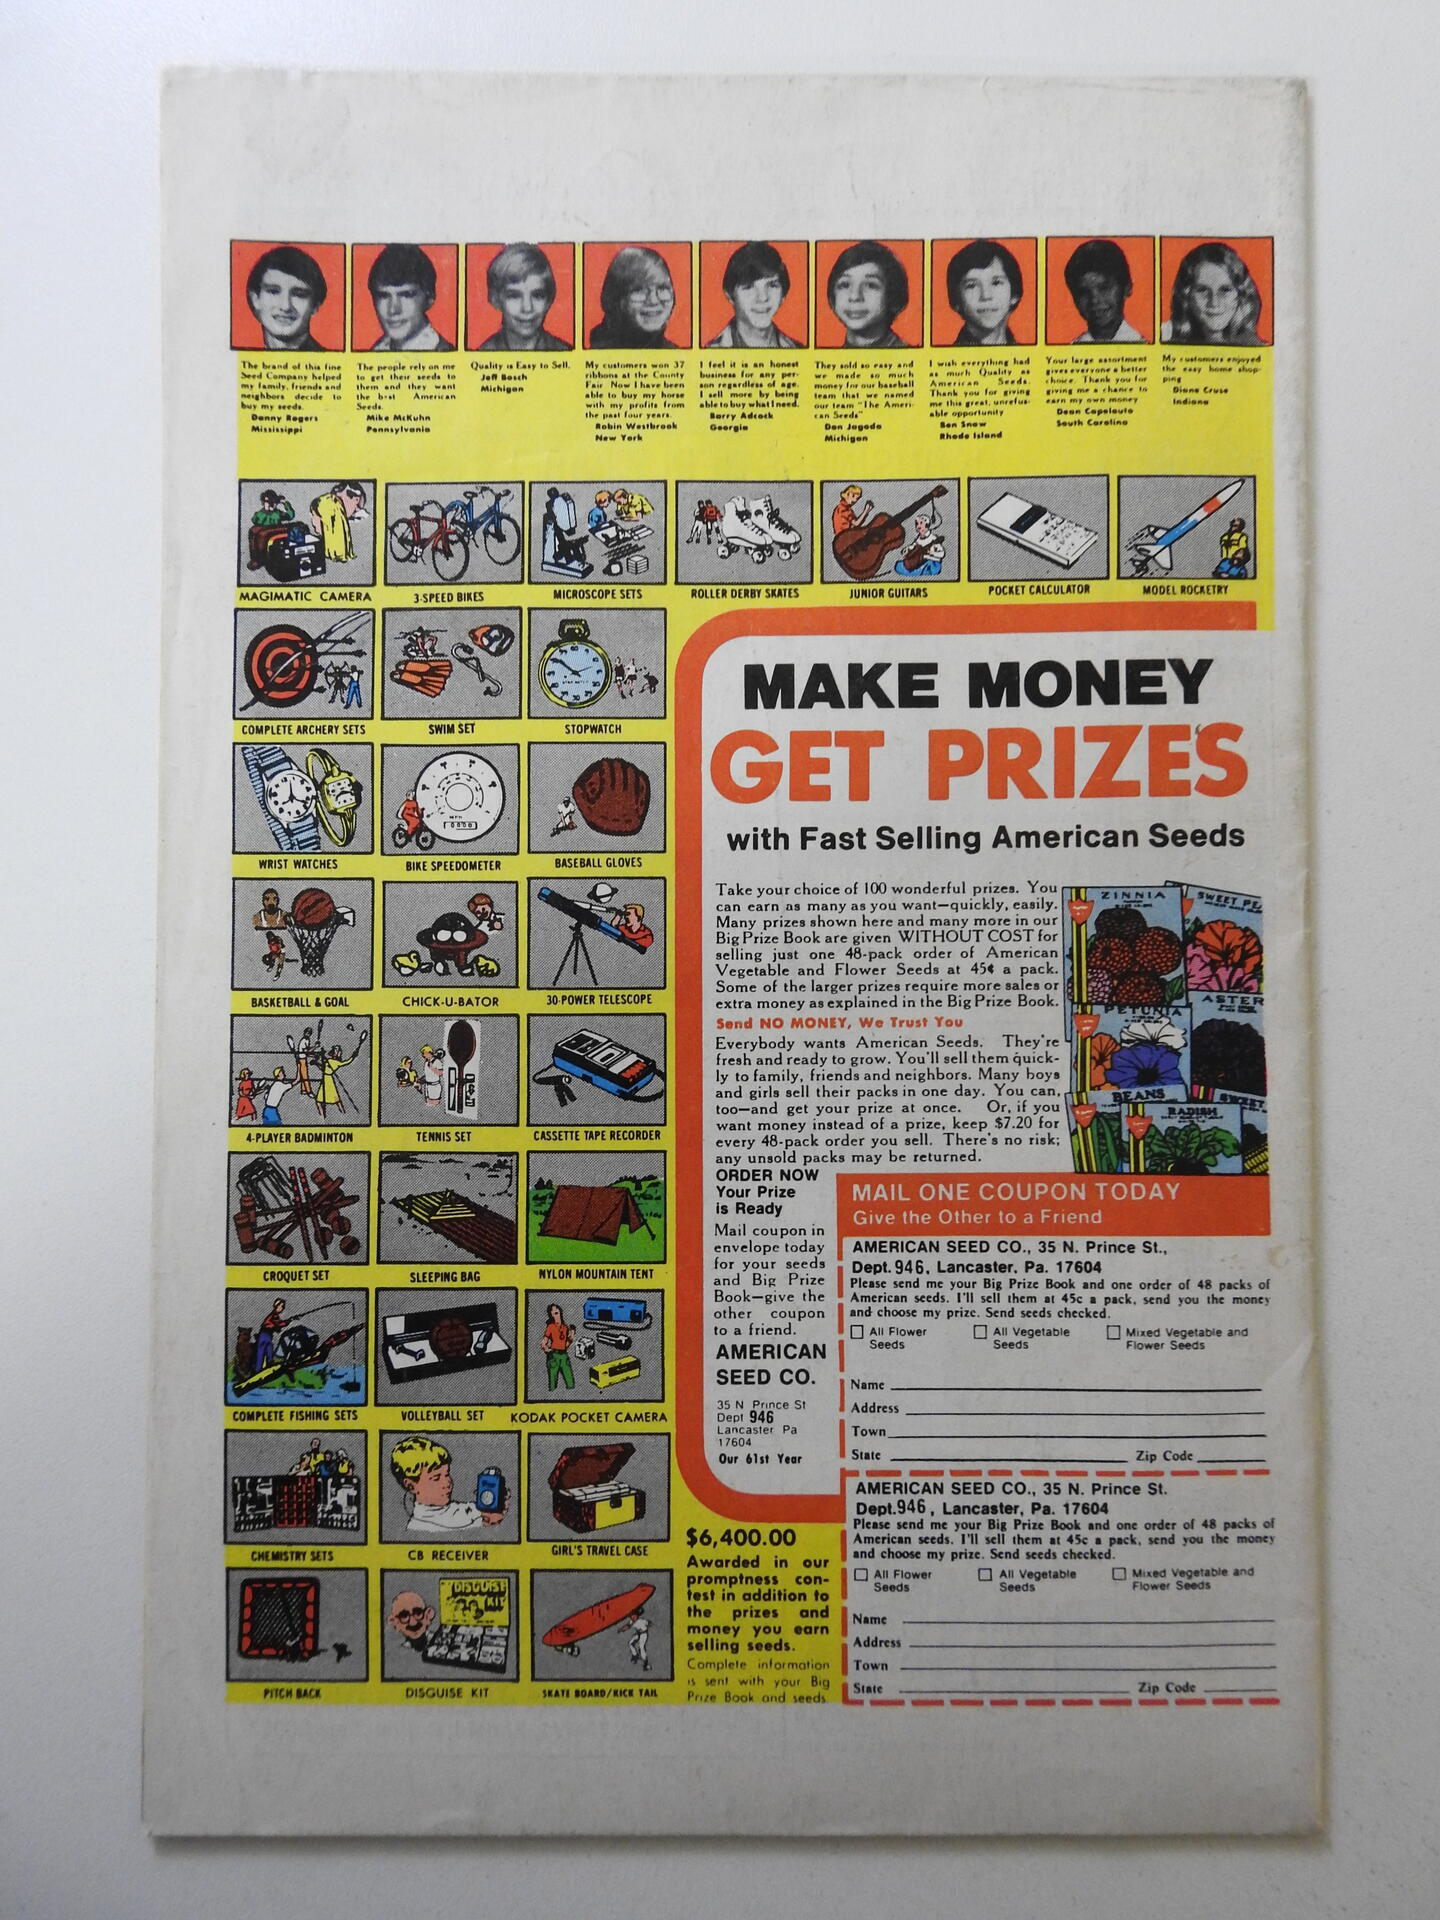 The brand of this fine
Seed Company helped
my family, friends and
neighbors decide to
buy my seeds.
Danny Rogers
Mississippi
The people rely on me
to get their seeds to
them and they want
the best American
Seeds.
Mike McKuhn
Pennsylvania
Quality is Easy to Sell.
Jeff Bosch
Michigan
My customers won 37
ribbons at the County
Fair Now I have been
able to buy my horse
with my profits from
the past four years.
Robin Westbrook
New York
I feel it is an honest
business for any per-
son regardless of age.
I sell more by being
able to buy what I need.
Barry Adcock
Georgia
They sold so easy and
we made so much
money for our baseball
team that we named
our team "The Ameri-
can Seeds"
Don Jagoda
Michigan
I wish everything had
as much Quality as
American Seeds.
Thank you for giving
me this great, unrefus-
able opportunity
Ben Snow
Rhode Island
Your large assortment
gives everyone a better
choice. Thank you for
giving me a chance to
earn my own money
Dean Capelouto
South Carolina
My customers enjoyed
the easy home shop-
ping
Diana Cruse
Indiana
MAGIMATIC CAMERA
3-SPEED BIKES
MICROSCOPE SETS
ROLLER DERBY SKATES
JUNIOR GUITARS
POCKET CALCULATOR
MODEL ROCKETRY
COMPLETE ARCHERY SETS
SWIM SET
STOPWATCH
WRIST WATCHES
BIKE SPEEDOMETER
BASEBALL GLOVES
BASKETBALL & GOAL
CHICK-U-BATOR
30-POWER TELESCOPE
4-PLAYER BADMINTON
TENNIS SET
CASSETTE TAPE RECORDER
CROQUET SET
SLEEPING BAG
NYLON MOUNTAIN TENT
COMPLETE FISHING SETS
VOLLEYBALL SET
KODAK POCKET CAMERA
CHEMISTRY SETS
CB RECEIVER
GIRL'S TRAVEL CASE
DISGUISE
KIT
PITCH BACK
DISGUISE KIT
SKATE BOARD/KICK TAIL
MAKE MONEY
GET PRIZES
with Fast Selling American Seeds
Take your choice of 100 wonderful prizes. You
can earn as many as you want—quickly, easily.
Many prizes shown here and many more in our
Big Prize Book are given WITHOUT COST for
selling just one 48-pack order of American
Vegetable and Flower Seeds at 45¢ a pack.
Some of the larger prizes require more sales or
extra money as explained in the Big Prize Book.
Send NO MONEY, We Trust You
Everybody wants American Seeds. They're
fresh and ready to grow. You'll sell them quick-
ly to family, friends and neighbors. Many boys
and girls sell their packs in one day. You can,
too—and get your prize at once. Or, if you
want money instead of a prize, keep $7.20 for
every 48-pack order you sell. There's no risk;
any unsold packs may be returned.
ZINNIA
SWEET PEA
ASTER
PETUNIA
BEANS
RADISH
SWEET
ORDER NOW
Your Prize
is Ready
Mail coupon in
envelope today
for your seeds
and Big Prize
Book—give the
other coupon
to a friend.
AMERICAN
SEED CO.
35 N Prince St
Dept 946
Lancaster Pa
17604
Our 61st Year
MAIL ONE COUPON TODAY
Give the Other to a Friend
AMERICAN SEED CO., 35 N. Prince St.,
Dept. 946, Lancaster, Pa. 17604
Please send me your Big Prize Book and one order of 48 packs of
American seeds. I'll sell them at 45c a pack, send you the money
and choose my prize. Send seeds checked.
All Flower
Seeds
All Vegetable
Seeds
Mixed Vegetable and
Flower Seeds
Name
Address
Town
State Zip Code
AMERICAN SEED CO., 35 N. Prince St.
Dept. 946, Lancaster, Pa. 17604
Please send me your Big Prize Book and one order of 48 packs of
American seeds. I'll sell them at 45c a pack, send you the money
and choose my prize. Send seeds checked.
All Flower
Seeds
All Vegetable
Seeds
Mixed Vegetable and
Flower Seeds
Name
Address
Town
State Zip Code
$6,400.00
Awarded in our
promptness con-
test in addition to
the prizes and
money you earn
selling seeds.
Complete information
is sent with your Big
Prize Book and seeds.